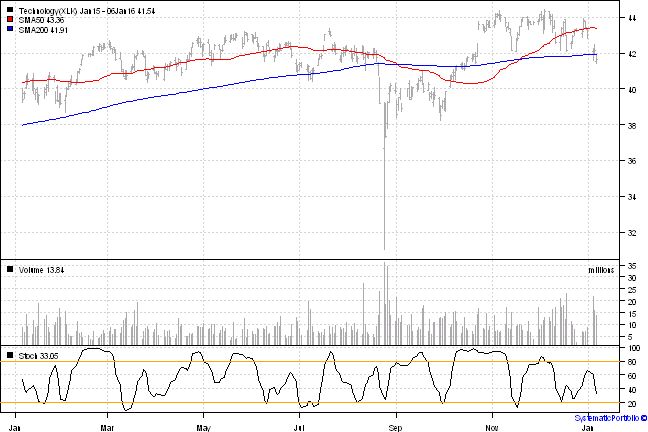 Technology(XLK) Jan15 - 06Jan16 41.54
SMA50 43.36
SMA200 41.91
44
42
40
38
36
34
32
Volume 13.84
millions
35
30
25
20
15
10
5
Stoch 33.05
100
80
60
40
20
Jan
Mar
May
Jul
Sep
Nov
Jan
SystematicPortfolio ©